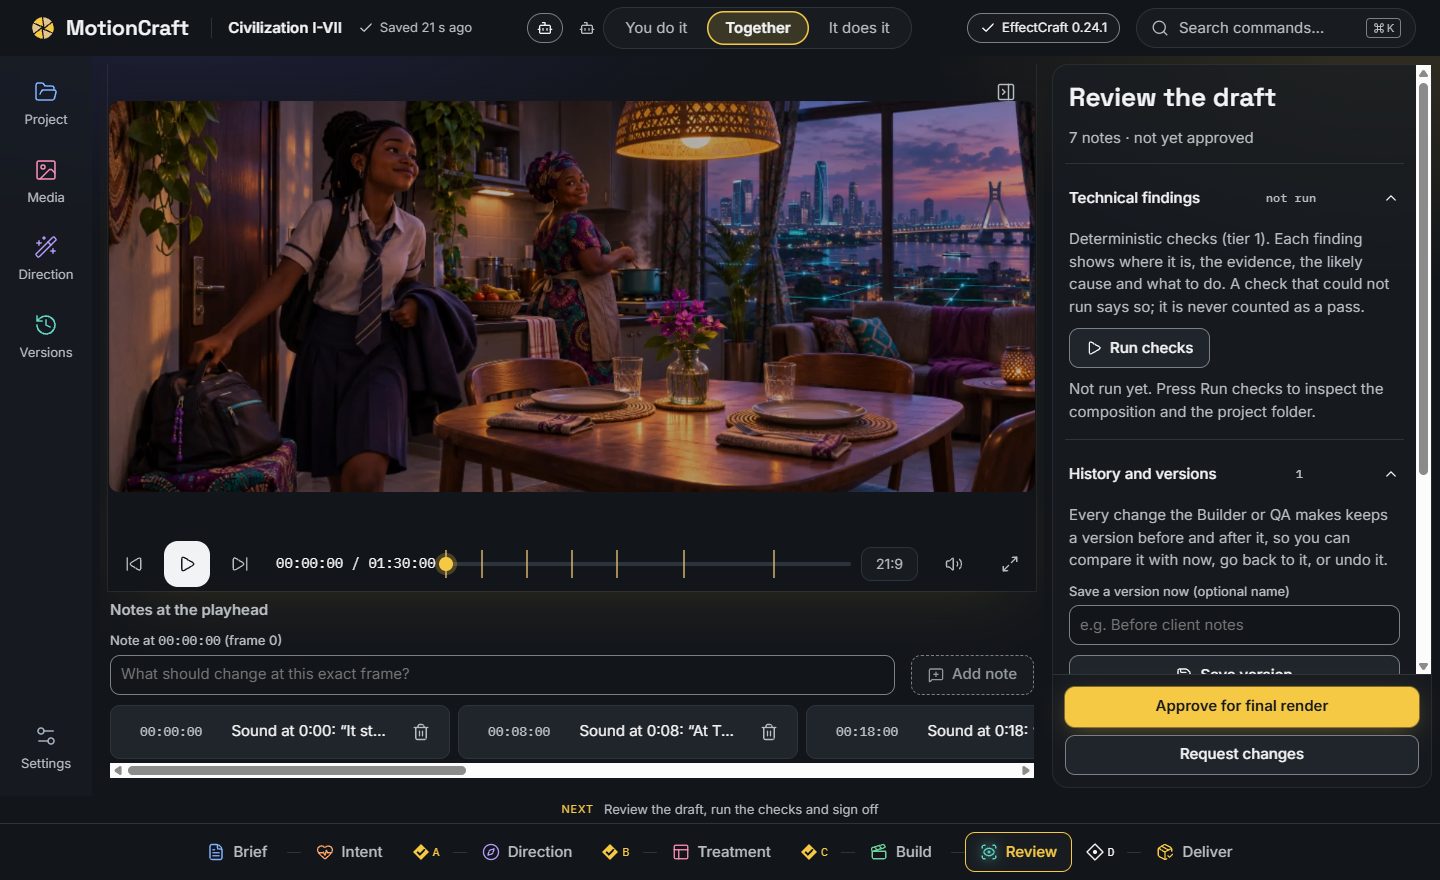 MotionCraft
Civilization I-VII
Saved 21 s ago
You do it
Together
It does it
EffectCraft 0.24.1
Search commands...
⌘K
Project
Media
Direction
Versions
Settings
00:00:00 / 01:30:00
21:9
Notes at the playhead
Note at 00:00:00 (frame 0)
What should change at this exact frame?
Add note
00:00:00 Sound at 0:00: “It st...
00:08:00 Sound at 0:08: “At T...
00:18:00 Sound at 0:18:
Review the draft
7 notes · not yet approved
Technical findings
not run
Deterministic checks (tier 1). Each finding
shows where it is, the evidence, the likely
cause and what to do. A check that could not
run says so; it is never counted as a pass.
Run checks
Not run yet. Press Run checks to inspect the
composition and the project folder.
History and versions
1
Every change the Builder or QA makes keeps
a version before and after it, so you can
compare it with now, go back to it, or undo it.
Save a version now (optional name)
e.g. Before client notes
Save version
Approve for final render
Request changes
NEXT Review the draft, run the checks and sign off
Brief
Intent
A
Direction
B
Treatment
C
Build
Review
D
Deliver